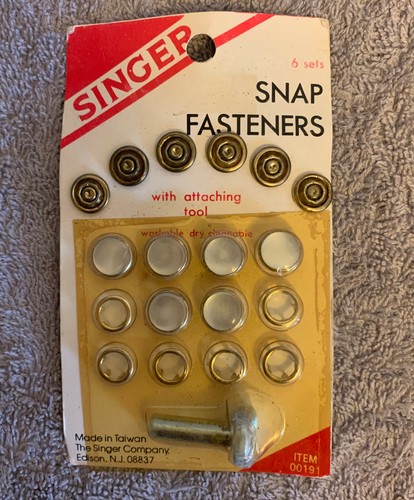 SINGER
6 sets
SNAP
FASTENERS
with attaching
tool
washable dry cleanable
Made in Taiwan
The Singer Company
Edison, N.J. 08837
ITEM
00191